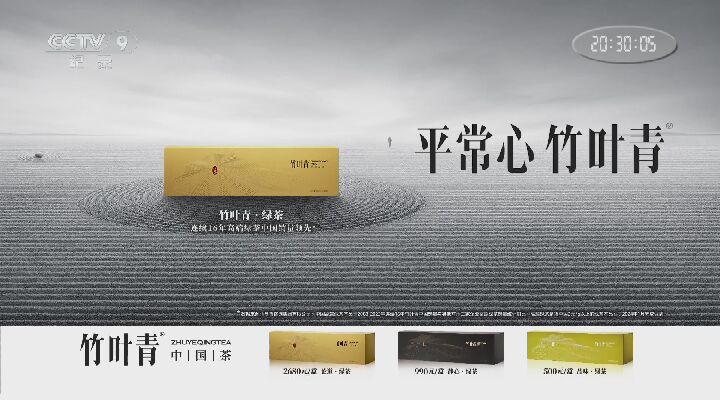 CCTV 9
纪录
20:30:05
平常心 竹叶青®
竹叶青
竹叶青·绿茶
连续16年高端绿茶中国销量领先
竹叶青®
ZHUYEQINGTEA
中|国|茶
2680元/盒 论道·绿茶
990元/盒 静心·绿茶
500元/盒 品味·绿茶